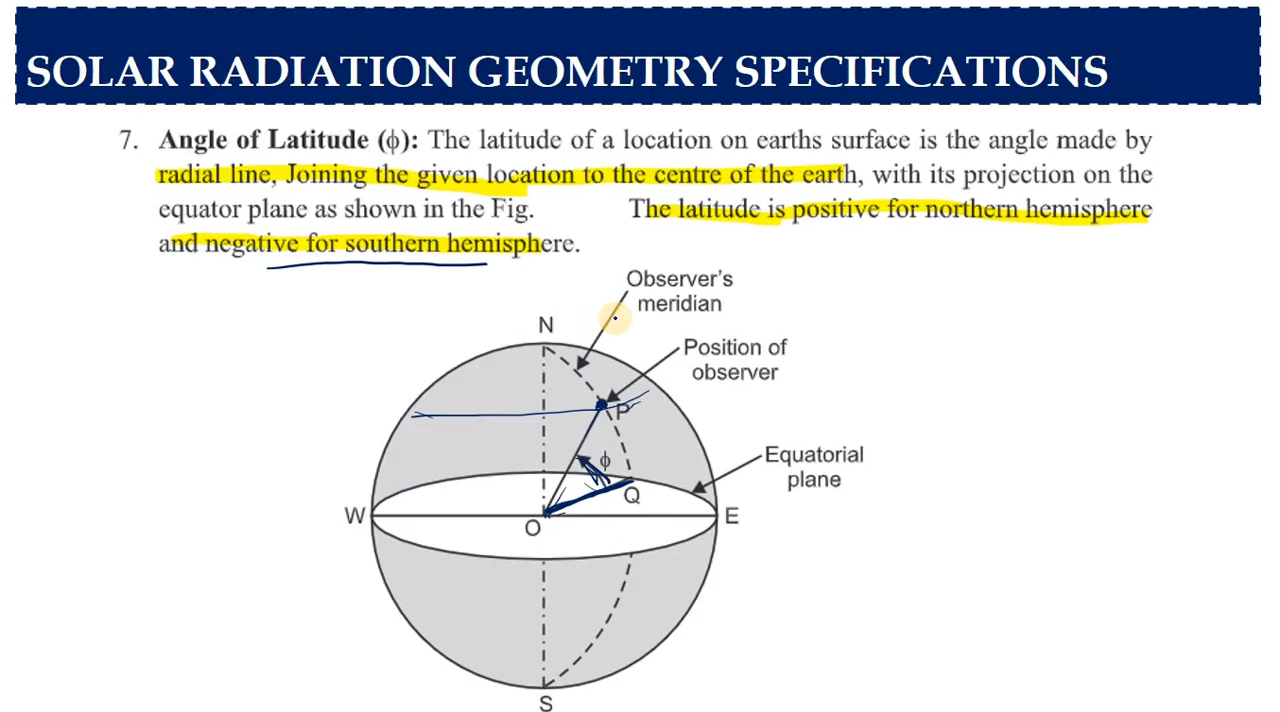 SOLAR RADIATION GEOMETRY SPECIFICATIONS
7. Angle of Latitude (ϕ): The latitude of a location on earths surface is the angle made by
radial line, Joining the given location to the centre of the earth, with its projection on the
equator plane as shown in the Fig. The latitude is positive for northern hemisphere
and negative for southern hemisphere.
Observer's
meridian
N
Position of
observer
P
Equatorial
plane
ϕ
Q
W
O
E
S